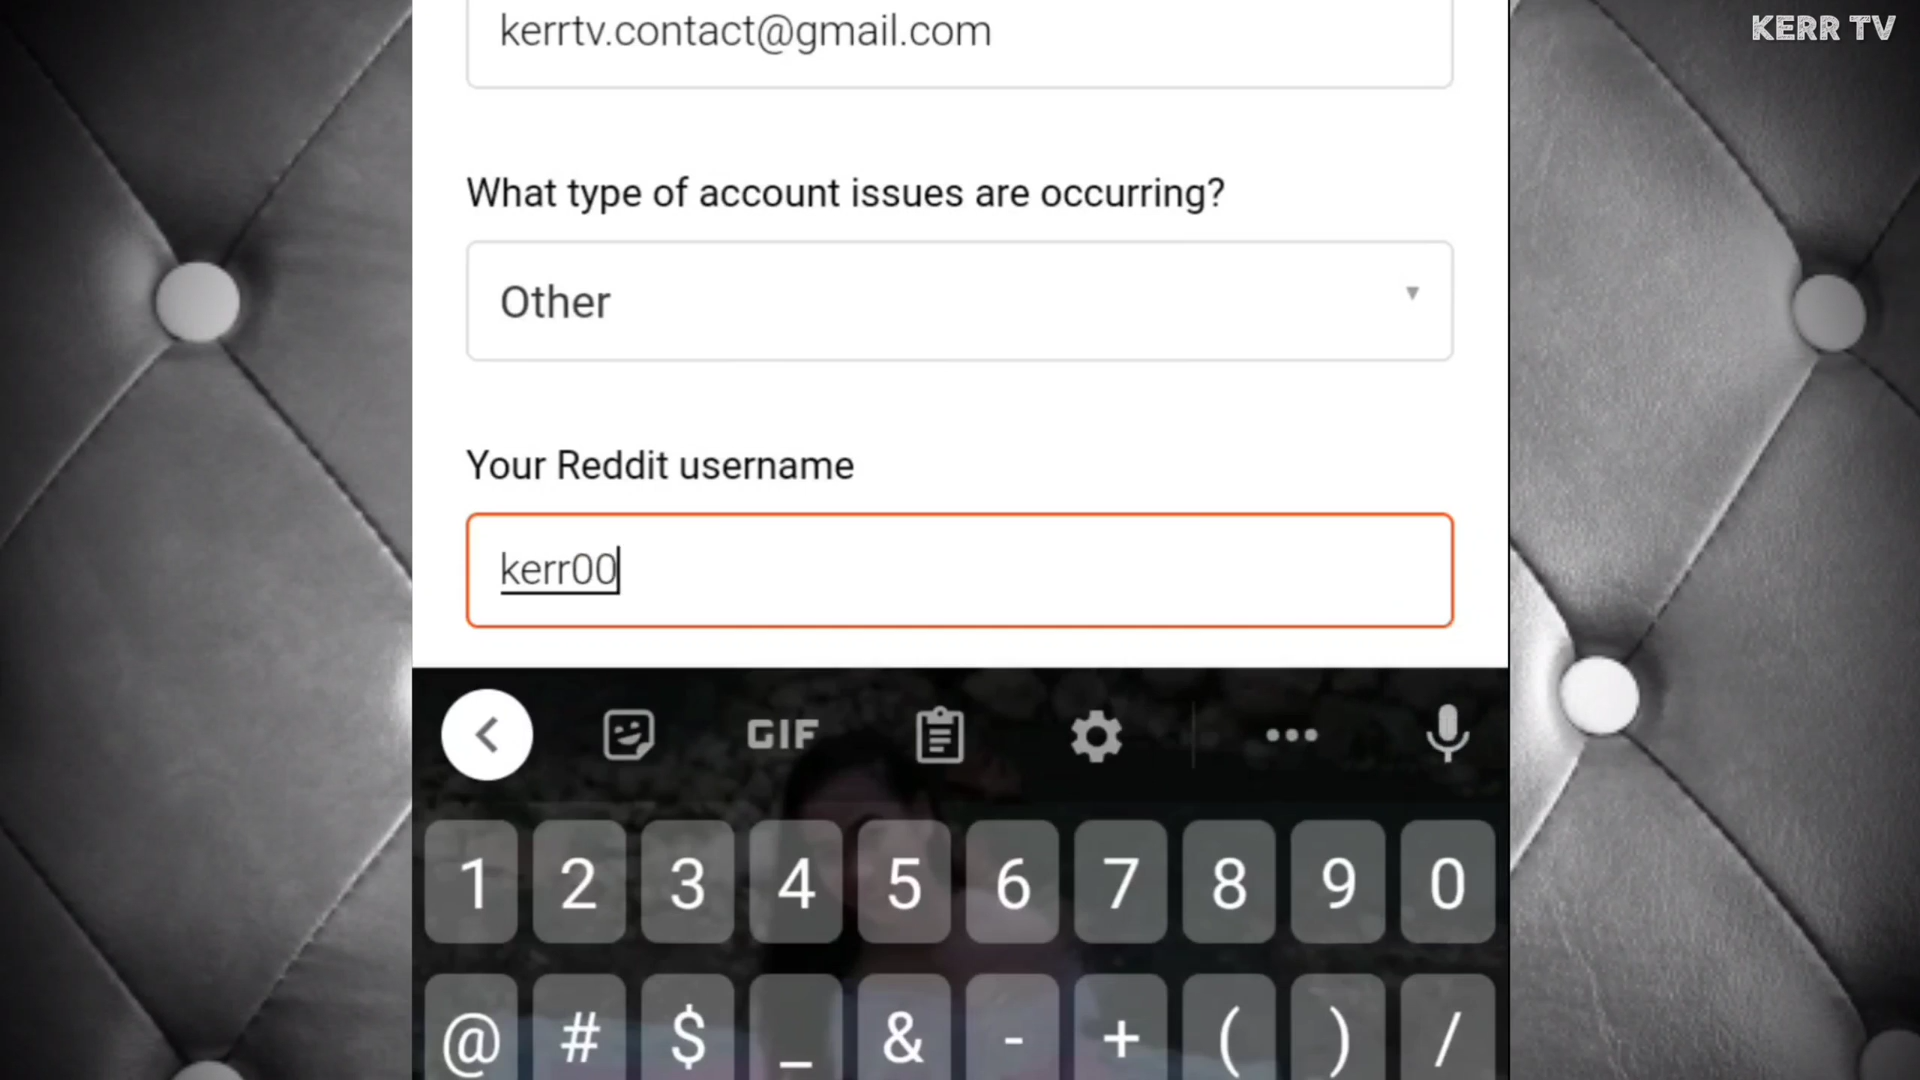 KERR TV
kerrtv.contact@gmail.com
What type of account issues are occurring?
Other
Your Reddit username
kerr00
GIF
1 2 3 4 5 6 7 8 9 0
@ # $ _ & - + ( ) /